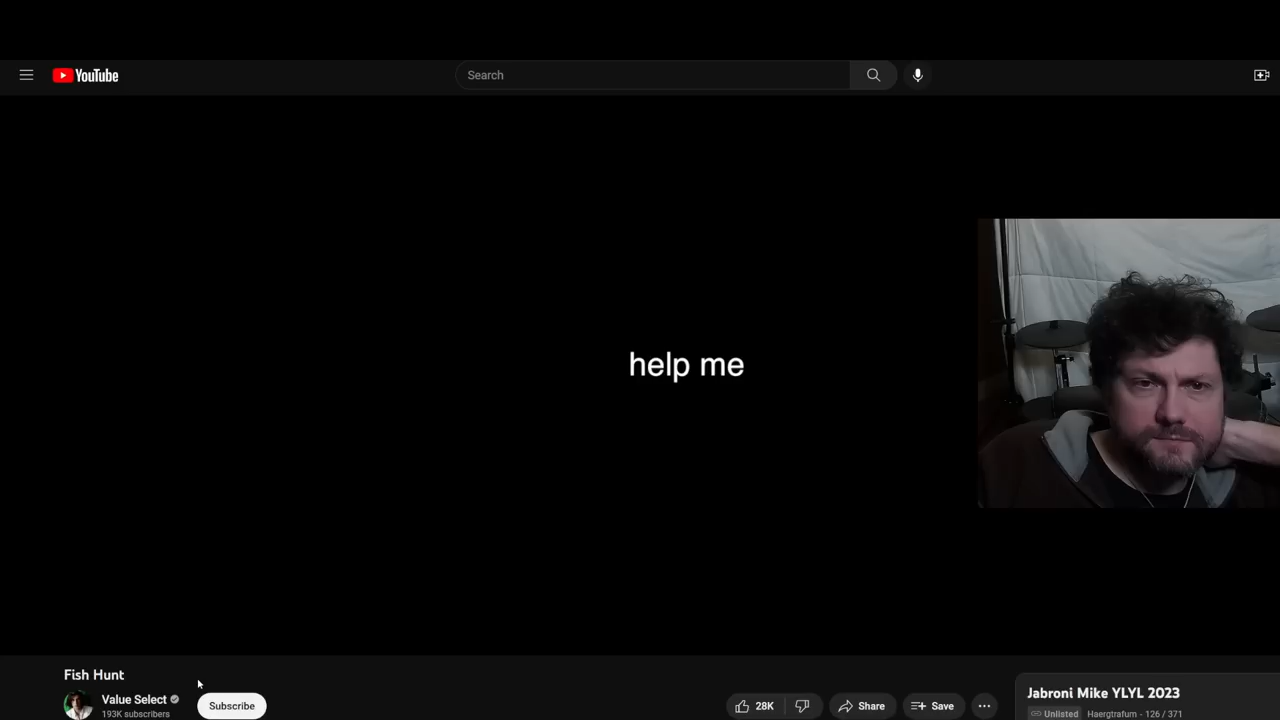 YouTube
Search
help me
Fish Hunt
Value Select
193K subscribers
Subscribe
28K
Share
Save
Jabroni Mike YLYL 2023
Unlisted
Haergtrafum - 126 / 371